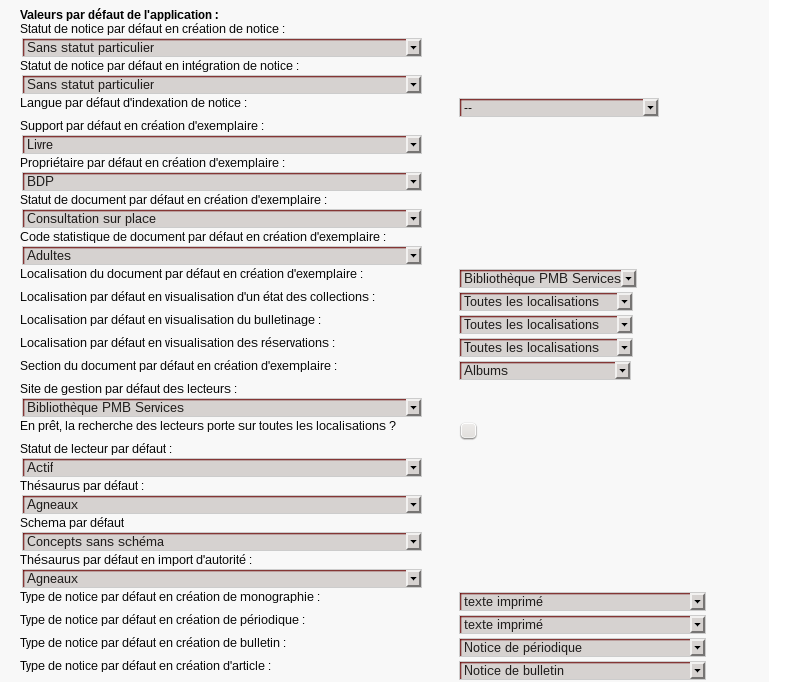 Valeurs par défaut de l'application :
Statut de notice par défaut en création de notice :
Sans statut particulier
Statut de notice par défaut en intégration de notice :
Sans statut particulier
Langue par défaut d'indexation de notice :
--
Support par défaut en création d'exemplaire :
Livre
Propriétaire par défaut en création d'exemplaire :
BDP
Statut de document par défaut en création d'exemplaire :
Consultation sur place
Code statistique de document par défaut en création d'exemplaire :
Adultes
Localisation du document par défaut en création d'exemplaire :
Bibliothèque PMB Services
Localisation par défaut en visualisation d'un état des collections :
Toutes les localisations
Localisation par défaut en visualisation du bulletinage :
Toutes les localisations
Localisation par défaut en visualisation des réservations :
Toutes les localisations
Section du document par défaut en création d'exemplaire :
Albums
Site de gestion par défaut des lecteurs :
Bibliothèque PMB Services
En prêt, la recherche des lecteurs porte sur toutes les localisations ?
Statut de lecteur par défaut :
Actif
Thésaurus par défaut :
Agneaux
Schema par défaut
Concepts sans schéma
Thésaurus par défaut en import d'autorité :
Agneaux
Type de notice par défaut en création de monographie :
texte imprimé
Type de notice par défaut en création de périodique :
texte imprimé
Type de notice par défaut en création de bulletin :
Notice de périodique
Type de notice par défaut en création d'article :
Notice de bulletin